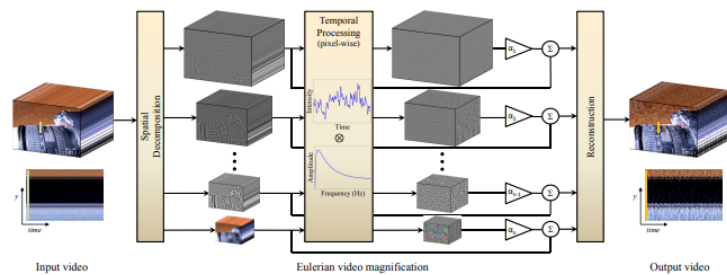 Spatial
Decomposition
Temporal
Processing
(pixel-wise)
Intensity
Time
⊗
Amplitude
Frequency (Hz)
α₁
Σ
α₂
Σ
αₙ₋₁
Σ
αₙ
Σ
Reconstruction
y
time
y
time
Input video
Eulerian video magnification
Output video